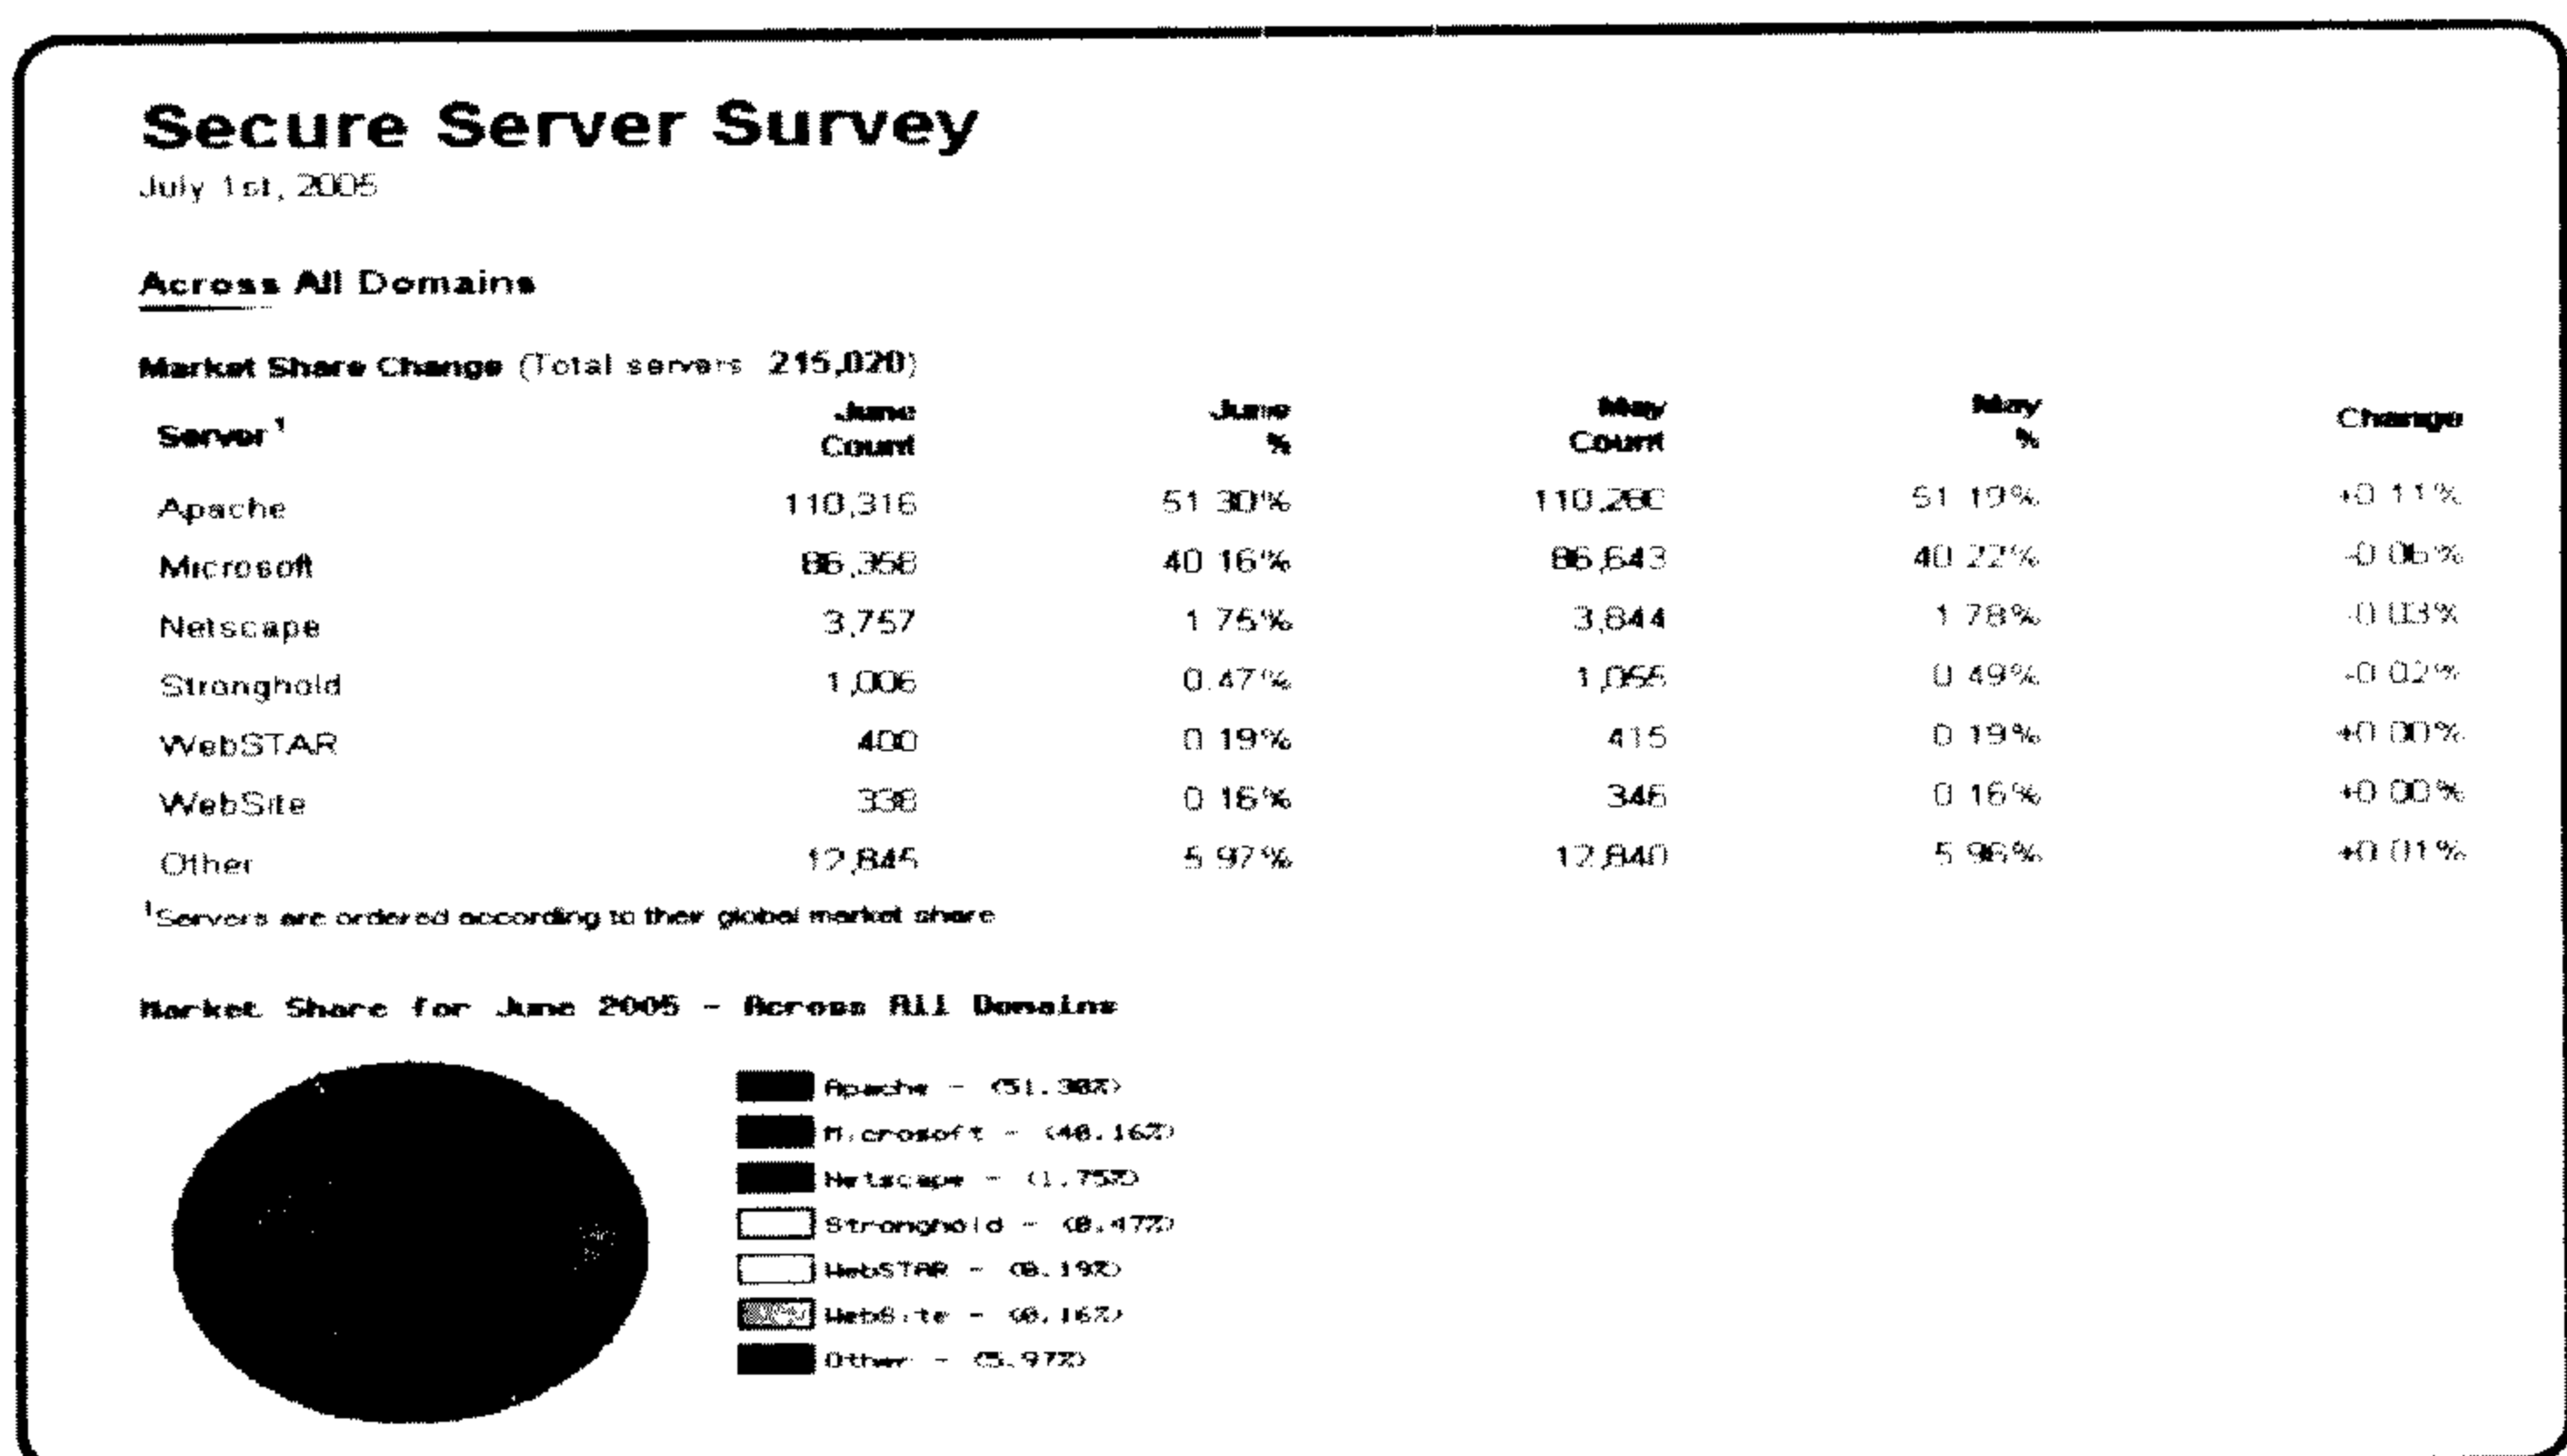 Secure Server Survey
July 1st, 2005
Across All Domains
Market Share Change (Total servers 215,020)
Server¹ June Count June % May Count May % Change
Apache 110,316 51.30% 110,280 51.19% +0.11%
Microsoft 86,358 40.16% 86,643 40.22% -0.06%
Netscape 3,757 1.75% 3,844 1.78% -0.03%
Stronghold 1,006 0.47% 1,055 0.49% -0.02%
WebSTAR 400 0.19% 415 0.19% +0.00%
WebSite 338 0.16% 345 0.16% +0.00%
Other 12,845 5.97% 12,840 5.96% +0.01%
¹Servers are ordered according to their global market share
Market Share for June 2005 - Across All Domains
Apache - (51.30%)
Microsoft - (40.16%)
Netscape - (1.75%)
Stronghold - (0.47%)
WebSTAR - (0.19%)
WebSite - (0.16%)
Other - (5.97%)